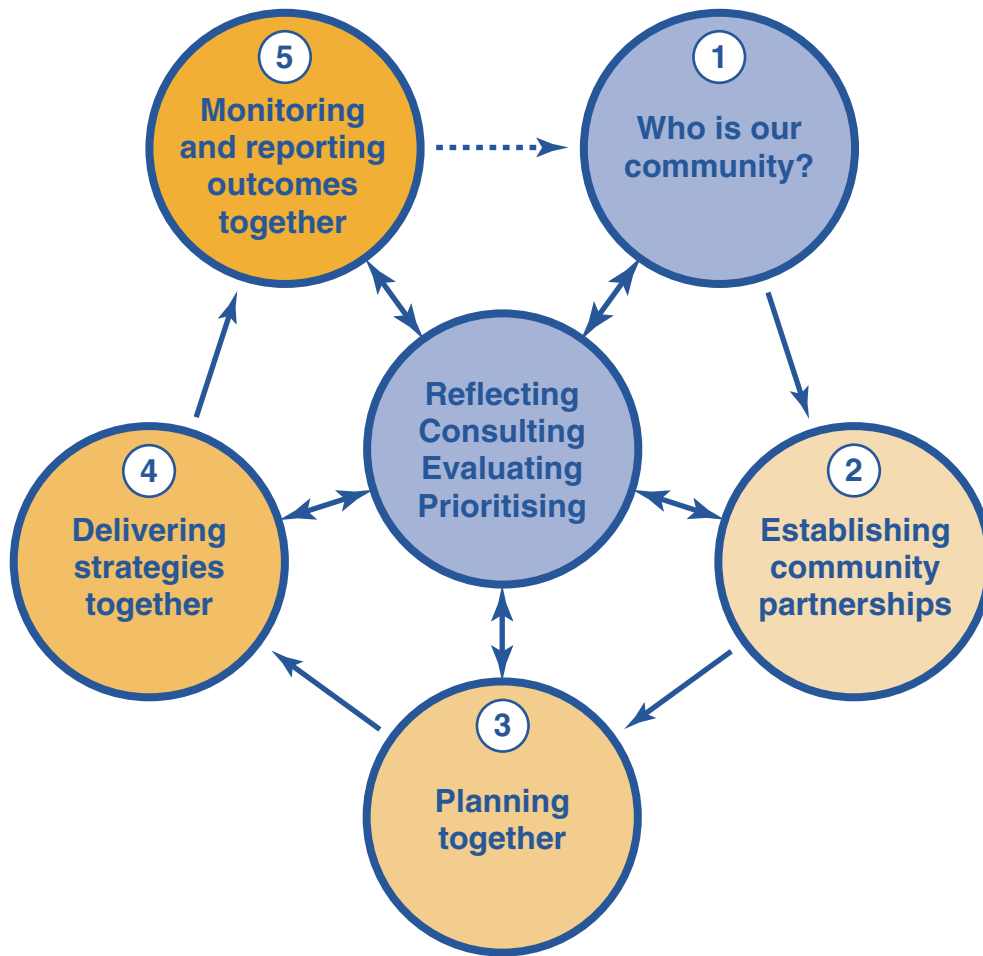 1
Who is our
community?
2
Establishing
community
partnerships
3
Planning
together
4
Delivering
strategies
together
5
Monitoring
and reporting
outcomes
together
Reflecting
Consulting
Evaluating
Prioritising